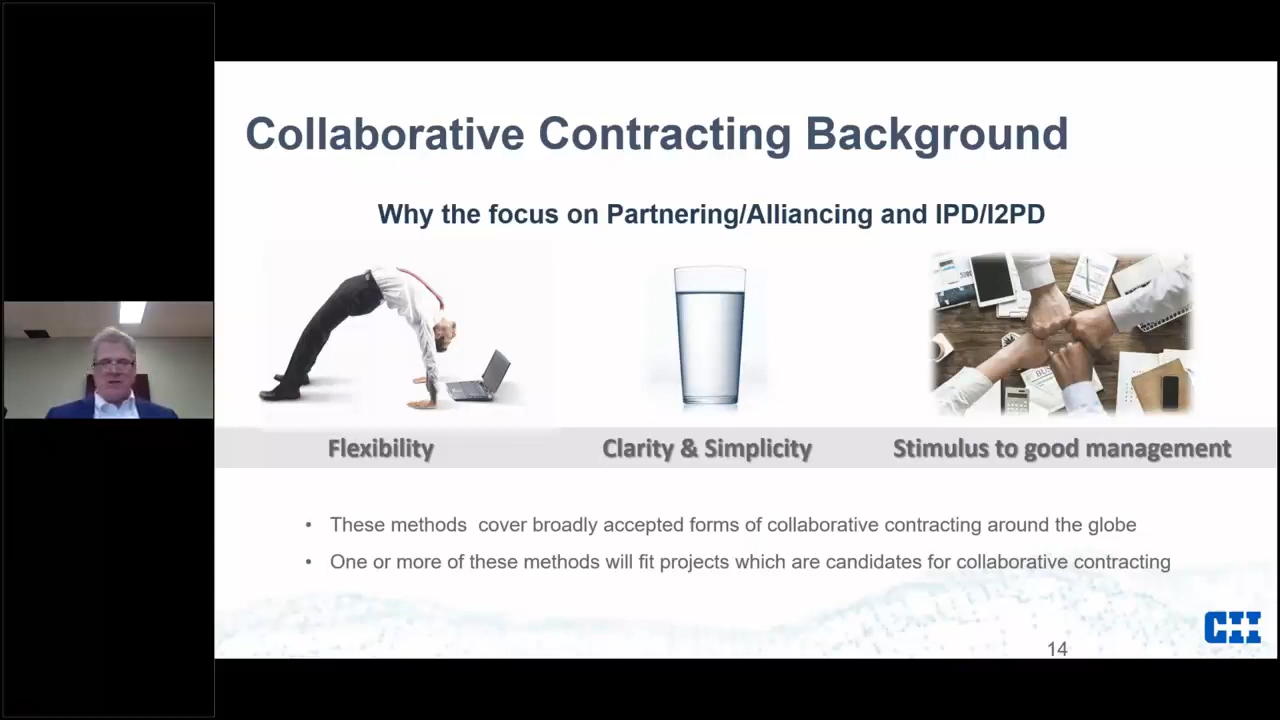 Collaborative Contracting Background
Why the focus on Partnering/Alliancing and IPD/I2PD
Flexibility
Clarity & Simplicity
Stimulus to good management
• These methods cover broadly accepted forms of collaborative contracting around the globe
• One or more of these methods will fit projects which are candidates for collaborative contracting
CII
14